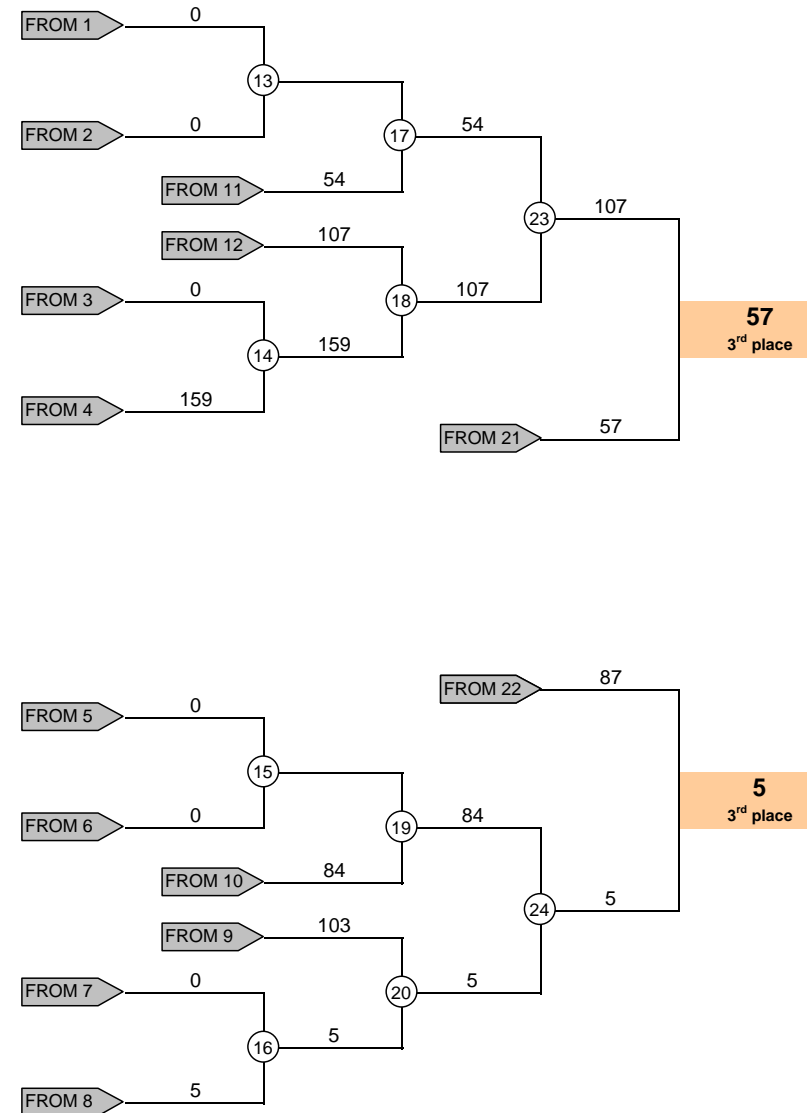 FROM 1 0
13
FROM 2 0
17 54
FROM 11 54
23 107
FROM 12 107
FROM 3 0
18 107
57
3rd place
14 159
FROM 4 159
FROM 21 57
FROM 22 87
FROM 5 0
15
5
3rd place
FROM 6 0
19 84
FROM 10 84
24 5
FROM 9 103
FROM 7 0
20 5
16 5
FROM 8 5